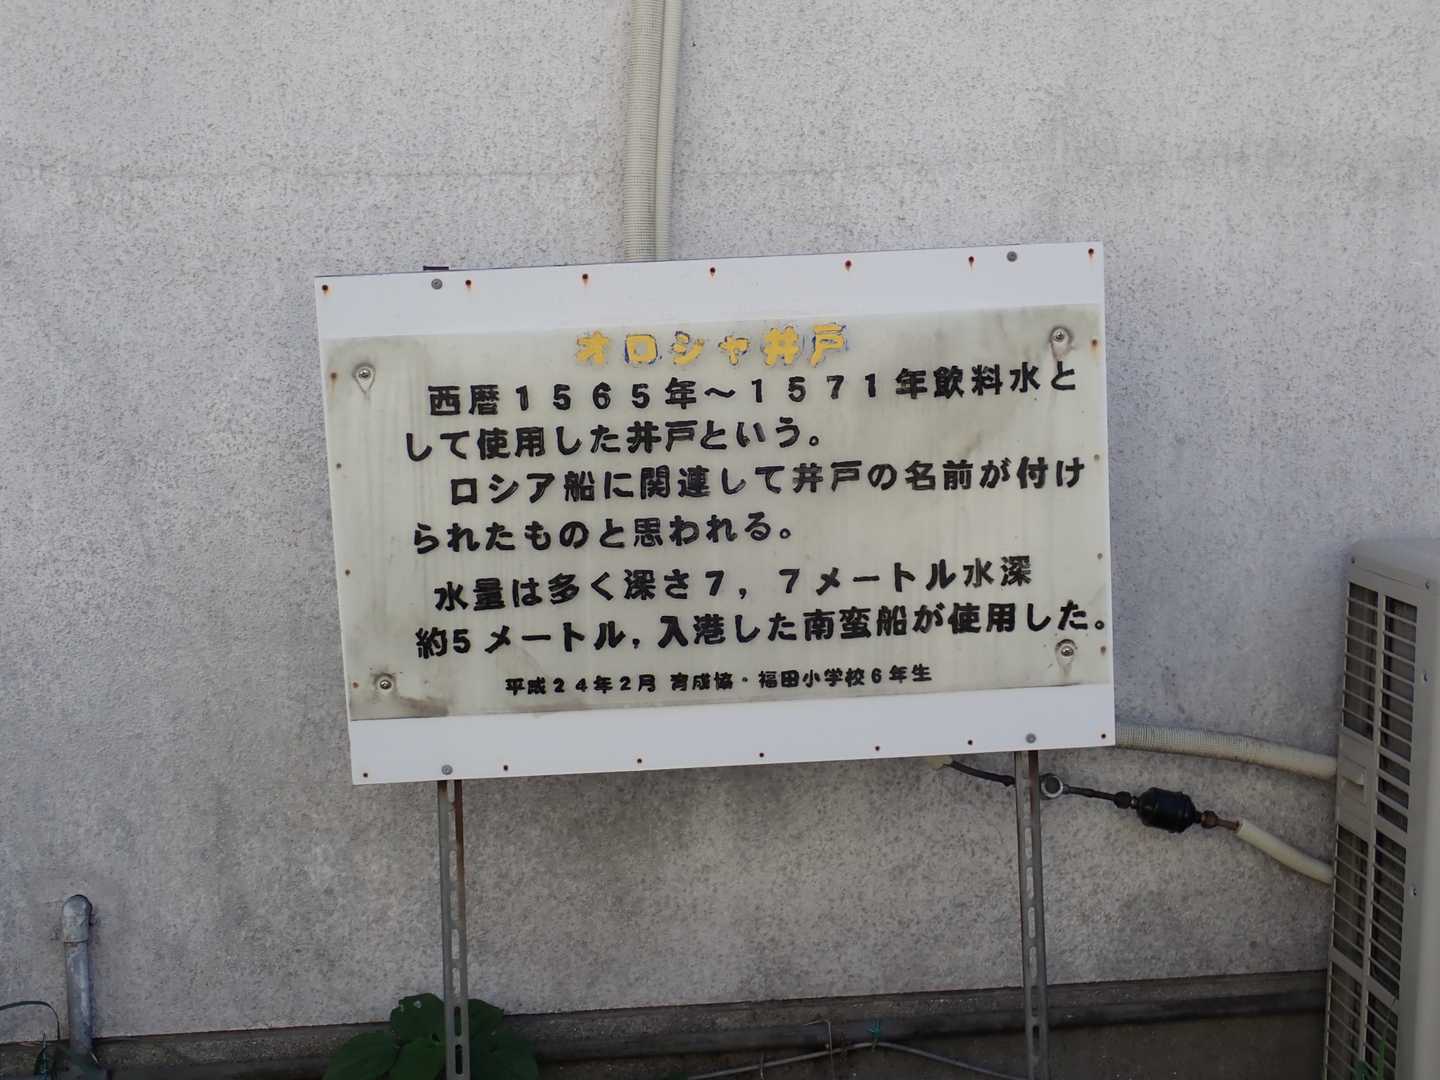 オロシャ井戸
西暦１５６５年～１５７１年飲料水と
して使用した井戸という。
ロシア船に関連して井戸の名前が付け
られたものと思われる。
水量は多く深さ７，７メートル水深
約５メートル，入港した南蛮船が使用した。
平成２４年２月 育成協・福田小学校６年生